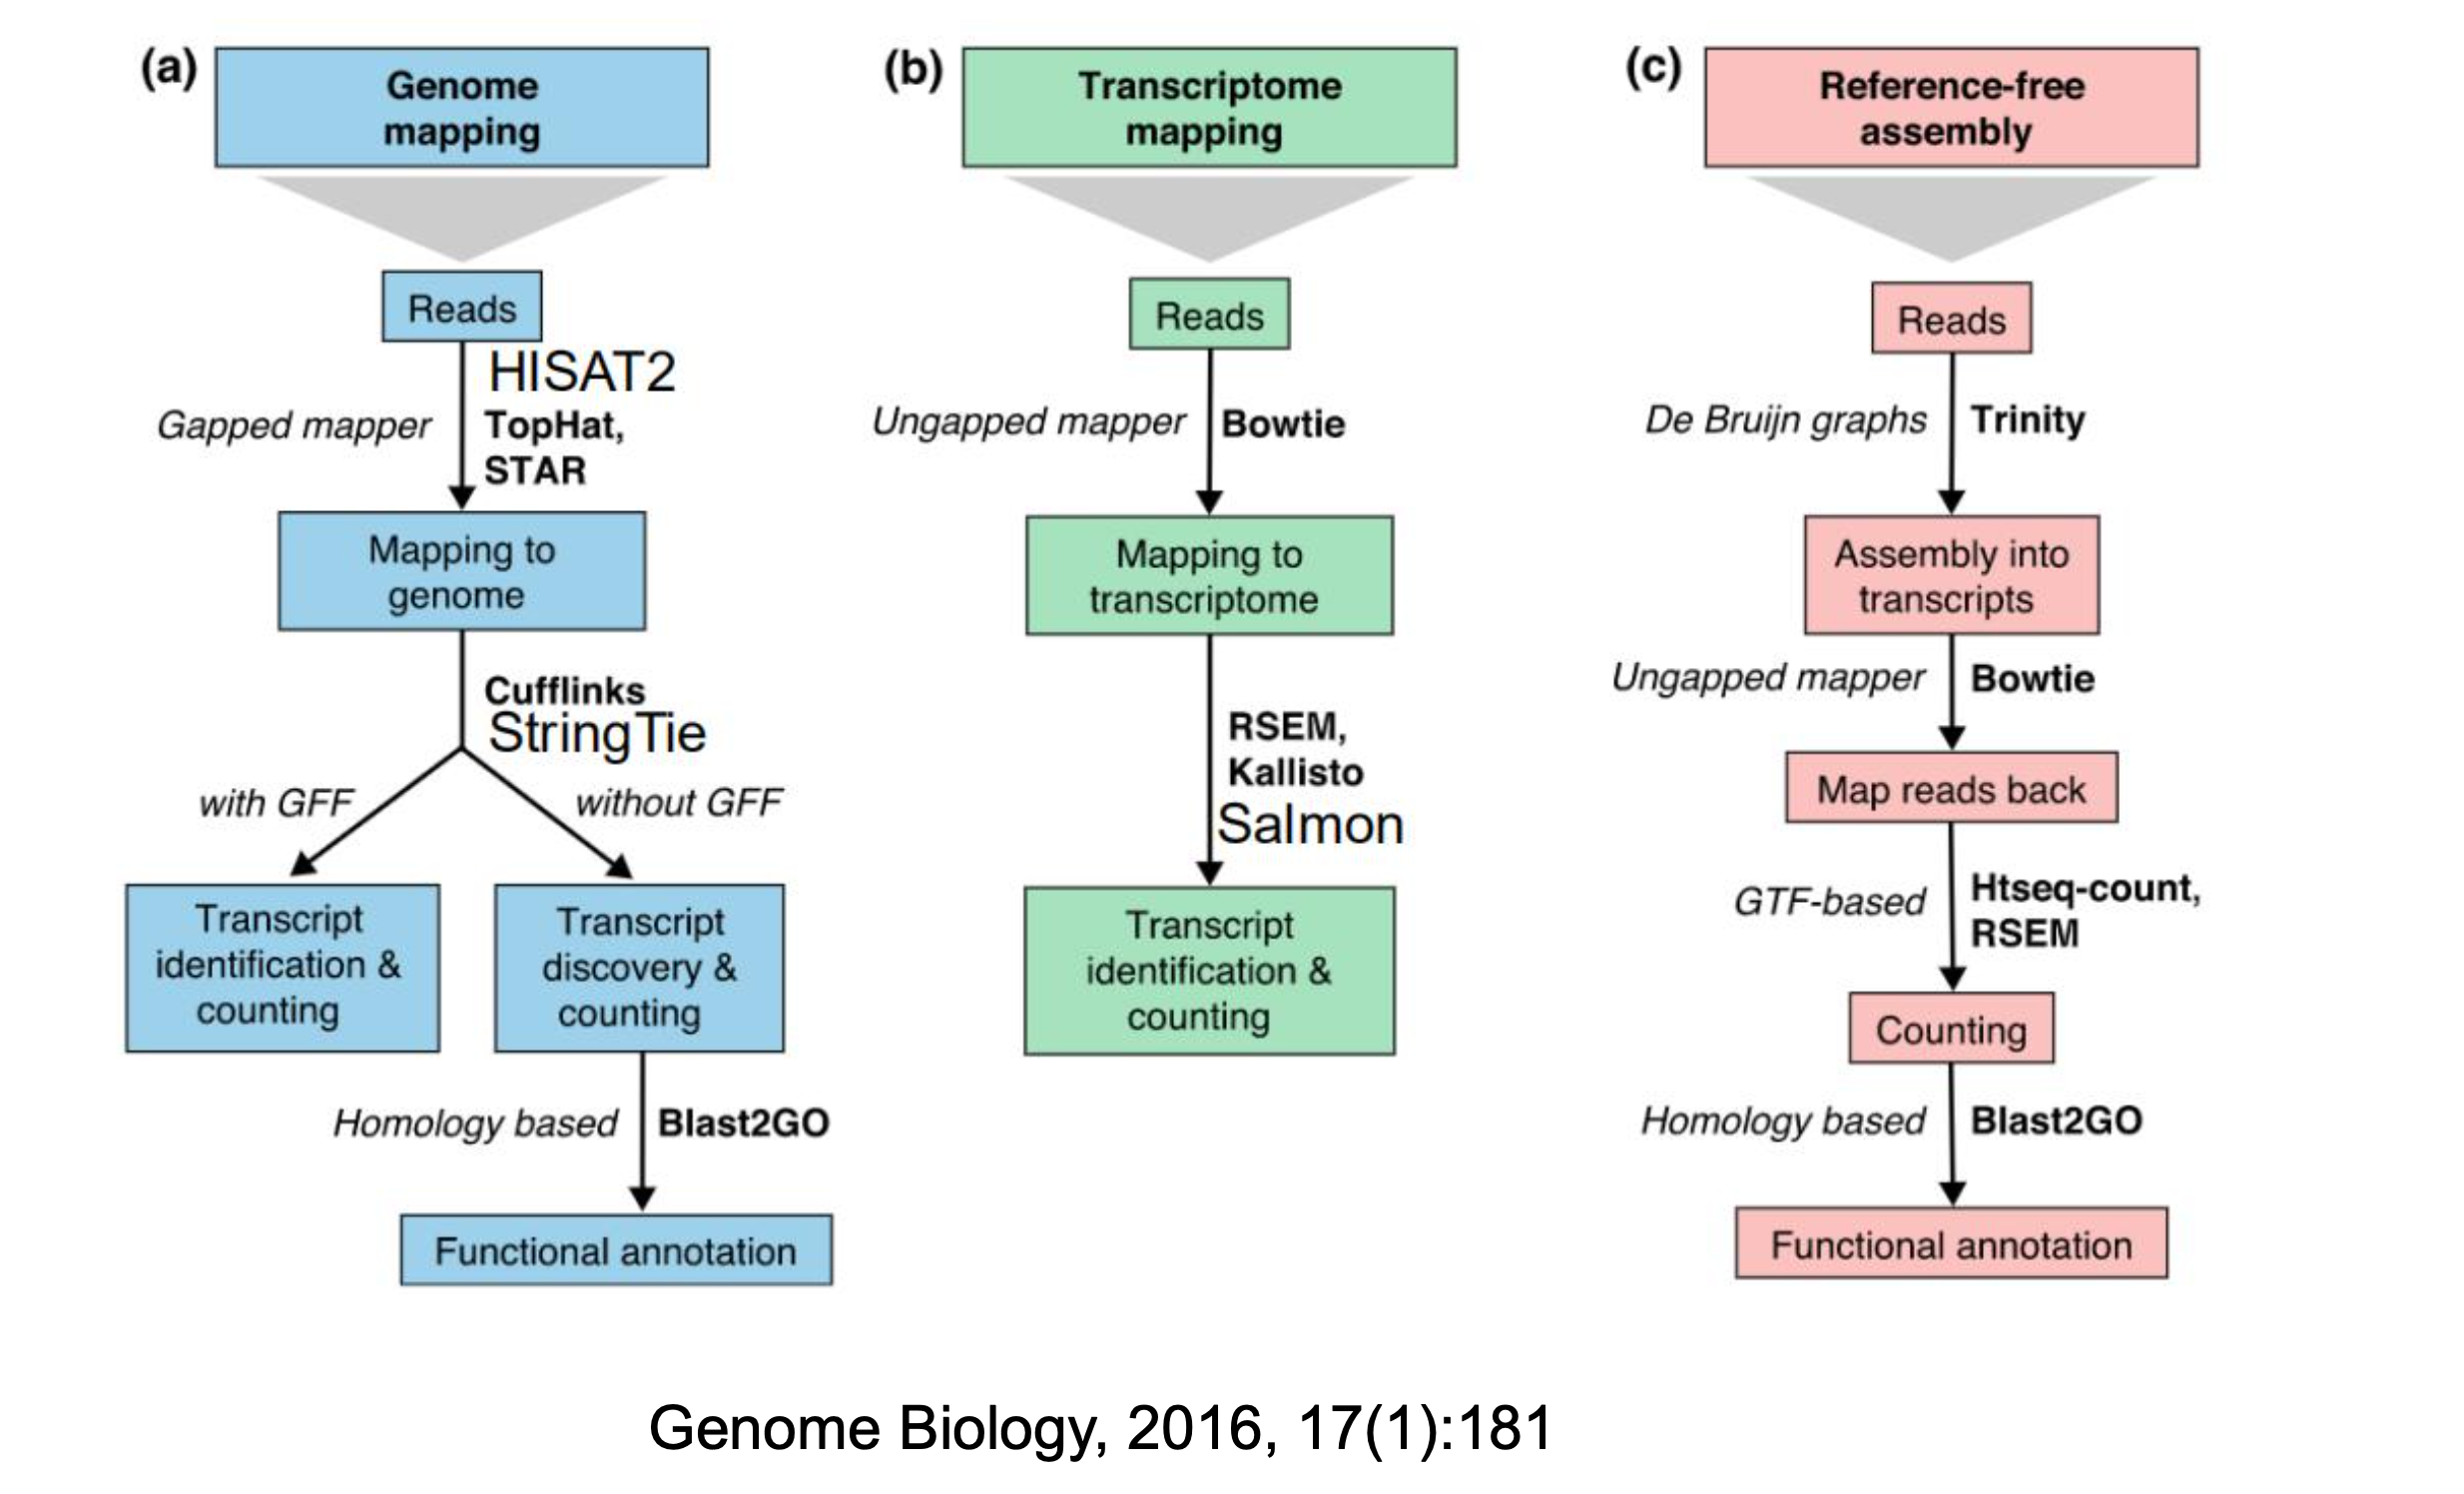 (a)
Genome
mapping
Reads
HISAT2
Gapped mapper
TopHat,
STAR
Mapping to
genome
Cufflinks
StringTie
with GFF
without GFF
Transcript
identification &
counting
Transcript
discovery &
counting
Homology based
Blast2GO
Functional annotation
(b)
Transcriptome
mapping
Reads
Ungapped mapper
Bowtie
Mapping to
transcriptome
RSEM,
Kallisto
Salmon
Transcript
identification &
counting
(c)
Reference-free
assembly
Reads
De Bruijn graphs
Trinity
Assembly into
transcripts
Ungapped mapper
Bowtie
Map reads back
GTF-based
Htseq-count,
RSEM
Counting
Homology based
Blast2GO
Functional annotation
Genome Biology, 2016, 17(1):181